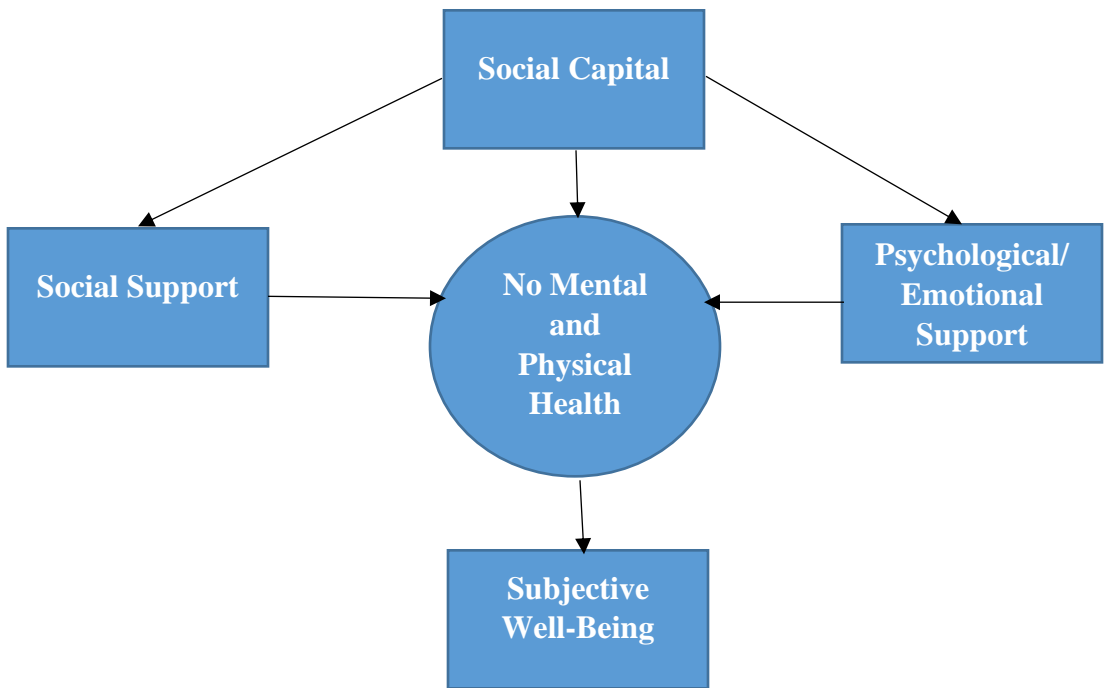 Social Capital
Social Support
No Mental
and
Physical
Health
Psychological/
Emotional
Support
Subjective
Well-Being